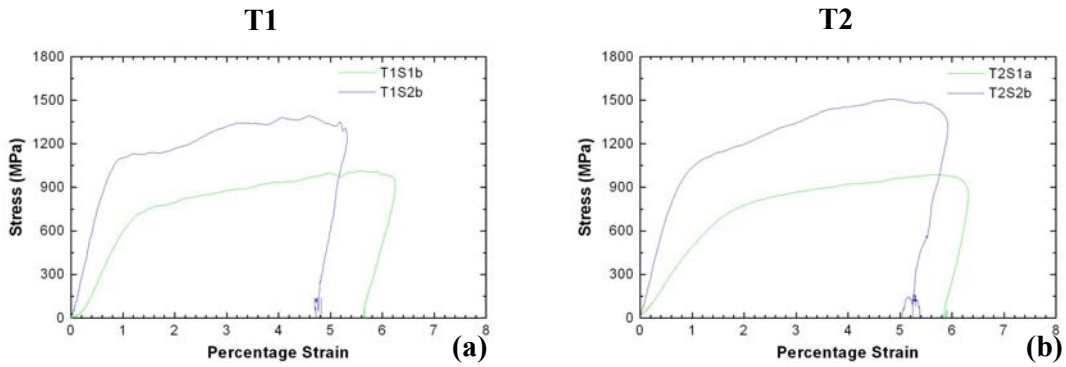 T1
T2
1800
1500
1200
900
600
300
0
Stress (MPa)
T1S1b
T1S2b
0 1 2 3 4 5 6 7 8
Percentage Strain
(a)
1800
1500
1200
900
600
300
0
Stress (MPa)
T2S1a
T2S2b
0 1 2 3 4 5 6 7 8
Percentage Strain
(b)